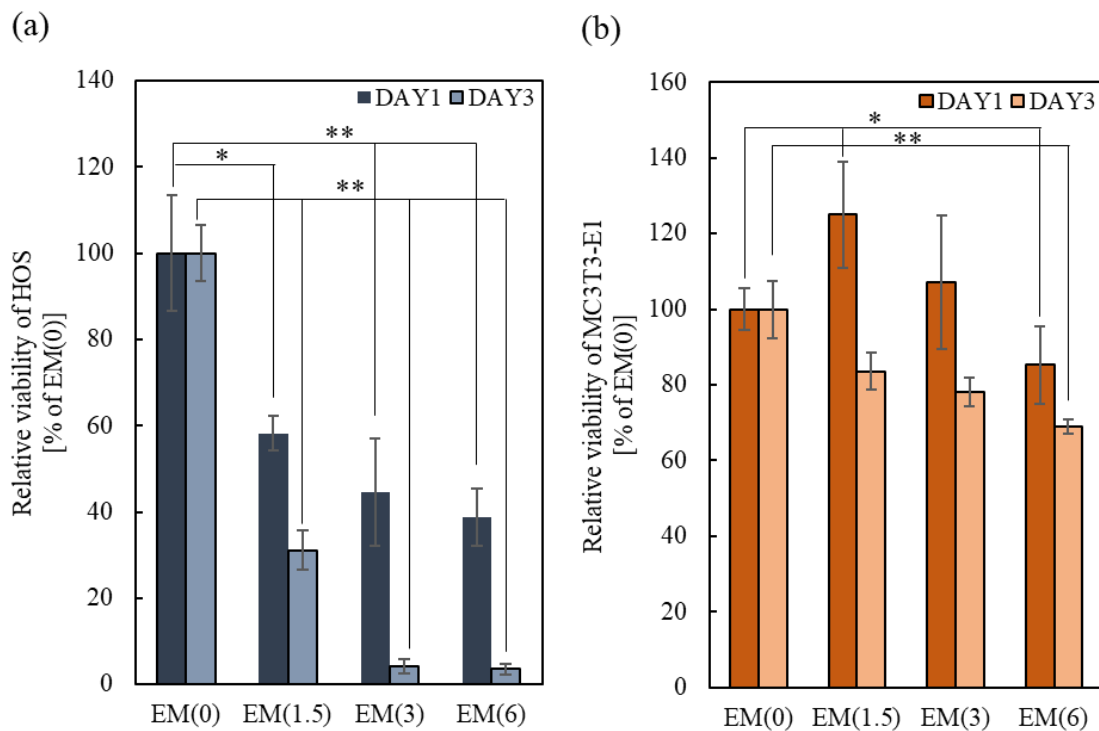 (a)
140
120
100
80
60
40
20
0
Relative viability of HOS
[% of EM(0)]
DAY1 DAY3
**
*
**
EM(0) EM(1.5) EM(3) EM(6)
(b)
160
140
120
100
80
60
40
20
0
Relative viability of MC3T3-E1
[% of EM(0)]
DAY1 DAY3
*
**
EM(0) EM(1.5) EM(3) EM(6)